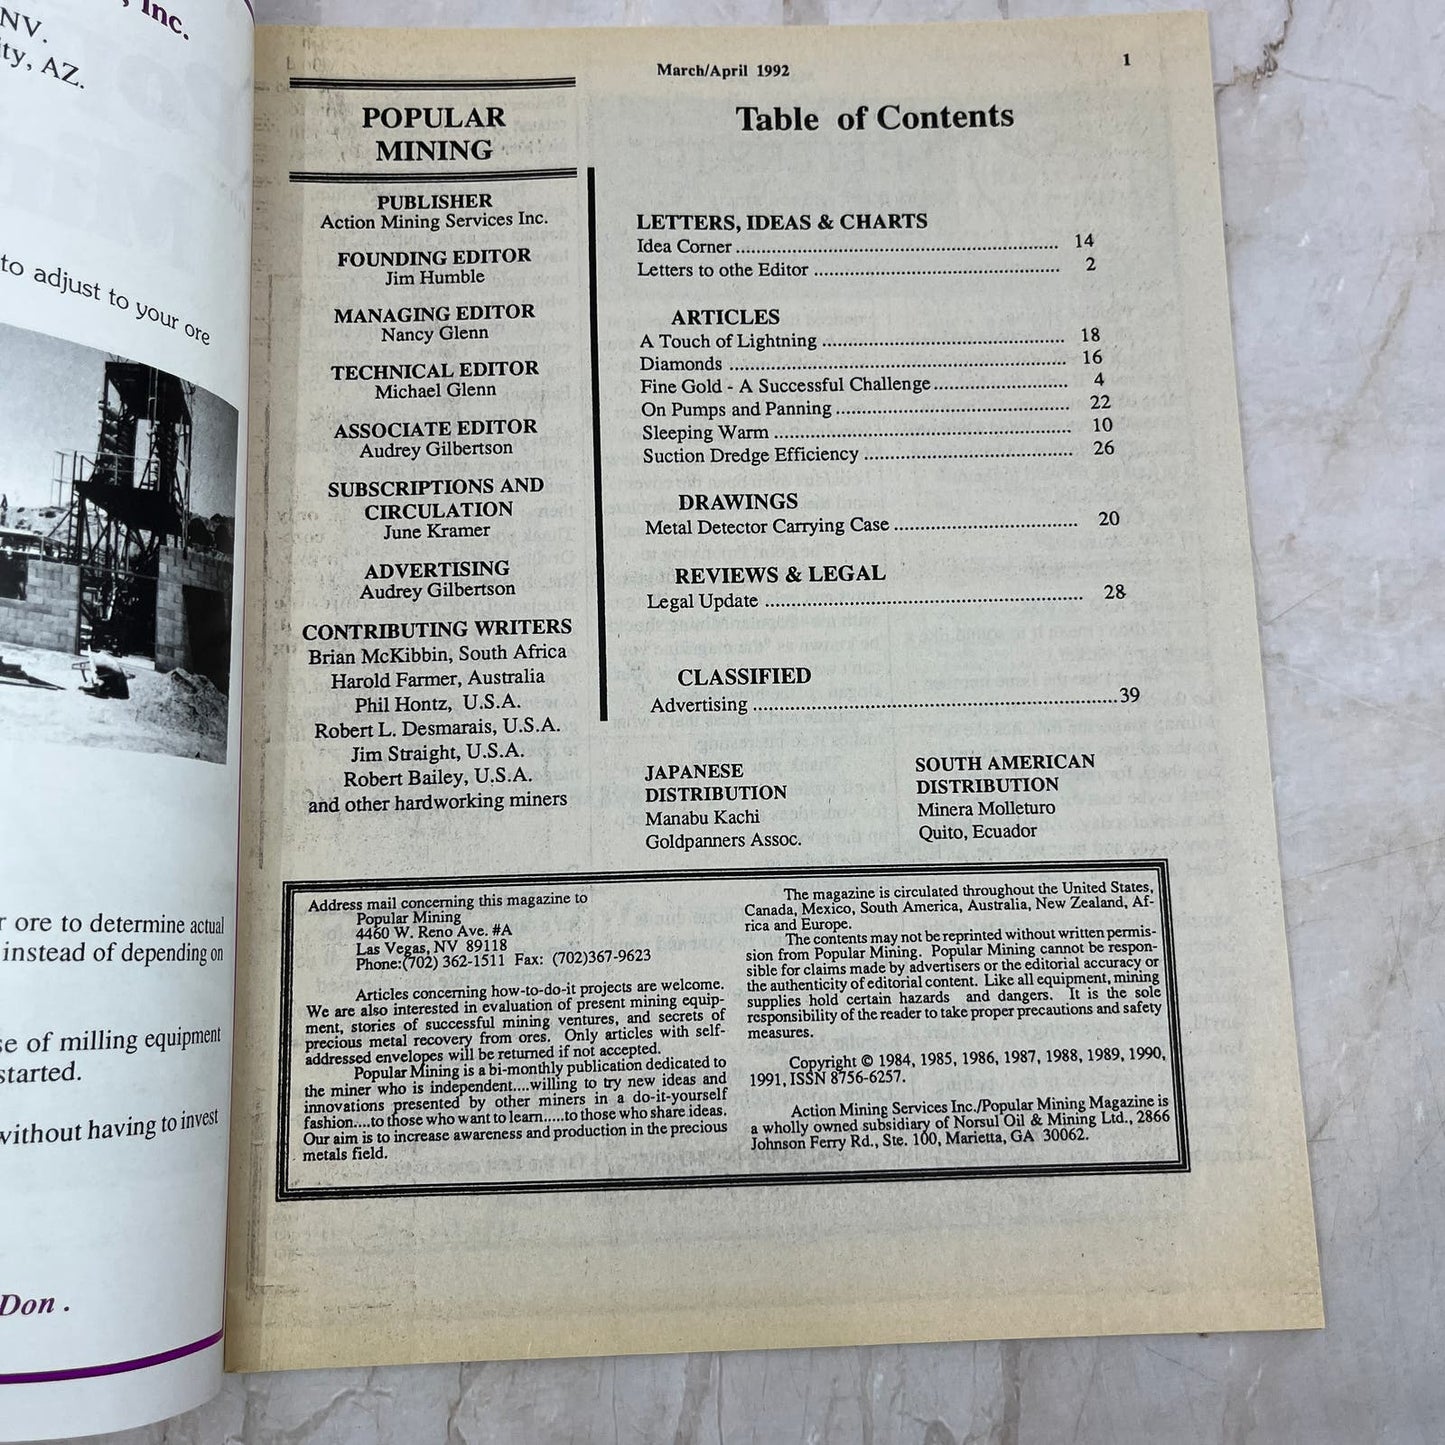 , Inc.
NV.
ity, AZ.
to adjust to your ore
r ore to determine actual
instead of depending on
se of milling equipment
started.
without having to invest
Don .
March/April 1992
1
POPULAR
MINING
PUBLISHER
Action Mining Services Inc.
FOUNDING EDITOR
Jim Humble
MANAGING EDITOR
Nancy Glenn
TECHNICAL EDITOR
Michael Glenn
ASSOCIATE EDITOR
Audrey Gilbertson
SUBSCRIPTIONS AND
CIRCULATION
June Kramer
ADVERTISING
Audrey Gilbertson
CONTRIBUTING WRITERS
Brian McKibbin, South Africa
Harold Farmer, Australia
Phil Hontz, U.S.A.
Robert L. Desmarais, U.S.A.
Jim Straight, U.S.A.
Robert Bailey, U.S.A.
and other hardworking miners
Table of Contents
LETTERS, IDEAS & CHARTS
Idea Corner ............................................................. 14
Letters to othe Editor ............................................... 2
ARTICLES
A Touch of Lightning .............................................. 18
Diamonds ................................................................ 16
Fine Gold - A Successful Challenge.......................... 4
On Pumps and Panning ............................................ 22
Sleeping Warm ......................................................... 10
Suction Dredge Efficiency ........................................ 26
DRAWINGS
Metal Detector Carrying Case ................................... 20
REVIEWS & LEGAL
Legal Update ............................................................ 28
CLASSIFIED
Advertising .....................................................................39
JAPANESE
DISTRIBUTION
Manabu Kachi
Goldpanners Assoc.
SOUTH AMERICAN
DISTRIBUTION
Minera Molleturo
Quito, Ecuador
Address mail concerning this magazine to
Popular Mining
4460 W. Reno Ave. #A
Las Vegas, NV 89118
Phone:(702) 362-1511 Fax: (702)367-9623
Articles concerning how-to-do-it projects are welcome.
We are also interested in evaluation of present mining equip-
ment, stories of successful mining ventures, and secrets of
precious metal recovery from ores. Only articles with self-
addressed envelopes will be returned if not accepted.
Popular Mining is a bi-monthly publication dedicated to
the miner who is independent....willing to try new ideas and
innovations presented by other miners in a do-it-yourself
fashion....to those who want to learn.....to those who share ideas.
Our aim is to increase awareness and production in the precious
metals field.
The magazine is circulated throughout the United States,
Canada, Mexico, South America, Australia, New Zealand, Af-
rica and Europe.
The contents may not be reprinted without written permis-
sion from Popular Mining. Popular Mining cannot be respon-
sible for claims made by advertisers or the editorial accuracy or
the authenticity of editorial content. Like all equipment, mining
supplies hold certain hazards and dangers. It is the sole
responsibility of the reader to take proper precautions and safety
measures.
Copyright © 1984, 1985, 1986, 1987, 1988, 1989, 1990,
1991, ISSN 8756-6257.
Action Mining Services Inc./Popular Mining Magazine is
a wholly owned subsidiary of Norsul Oil & Mining Ltd., 2866
Johnson Ferry Rd., Ste. 100, Marietta, GA 30062.